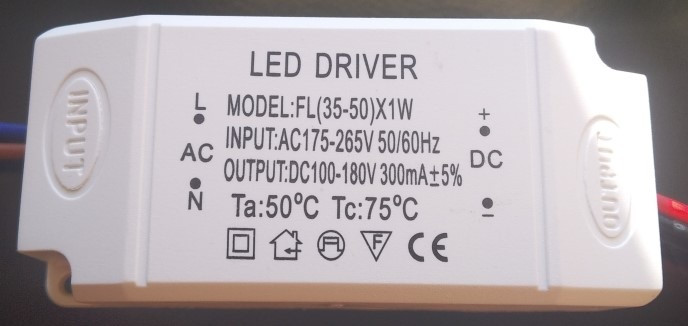 LED DRIVER
L MODEL:FL(35-50)X1W +
INPUT:AC175-265V 50/60Hz
AC DC
OUTPUT:DC100-180V 300mA±5%
N Ta:50°C Tc:75°C -
F CE
INPUT
OUTPUT